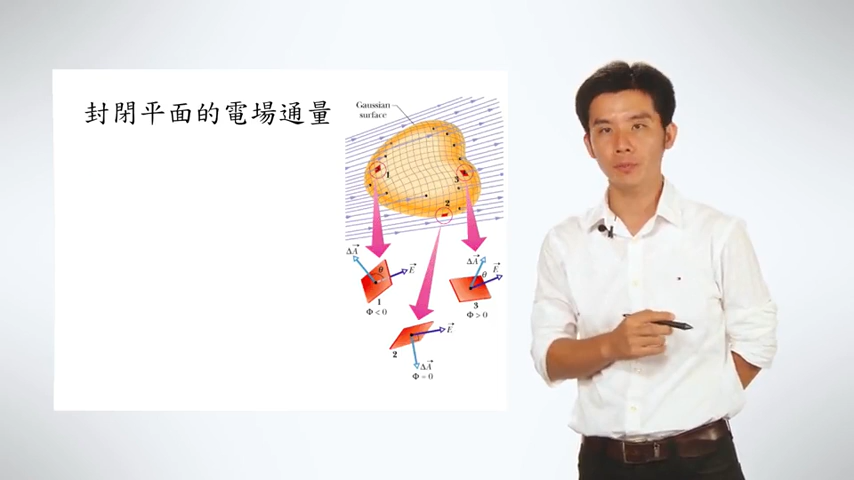 封閉平面的電場通量
Gaussian
surface
1
3
2
ΔA⃗
θ
E⃗
1
Φ < 0
ΔA⃗
θ
E⃗
3
Φ > 0
E⃗
2
ΔA⃗
Φ = 0